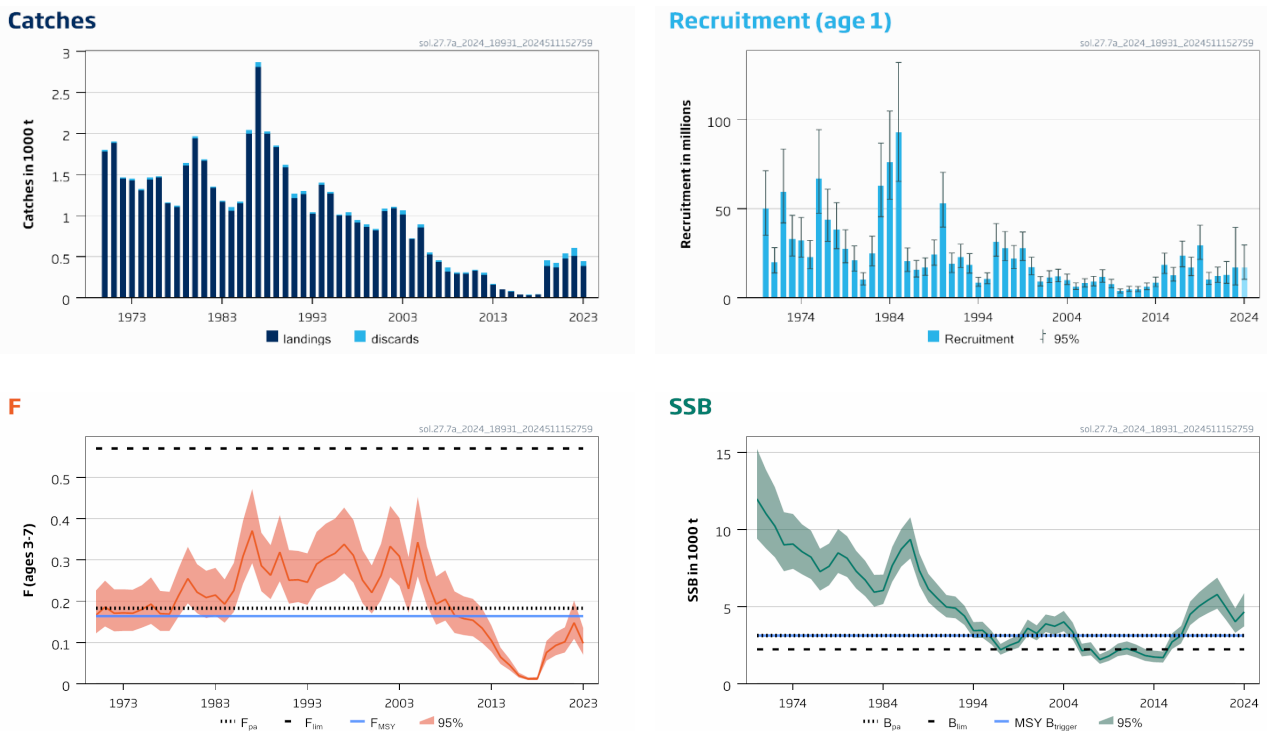 Catches
sol.27.7a_2024_18931_2024511152759
Catches in 1000 t
3
2.5
2
1.5
1
0.5
0
1973
1983
1993
2003
2013
2023
landings
discards
Recruitment (age 1)
sol.27.7a_2024_18931_2024511152759
Recruitment in millions
100
50
0
1974
1984
1994
2004
2014
2024
Recruitment
95%
F
sol.27.7a_2024_18931_2024511152759
F (ages 3-7)
0.5
0.4
0.3
0.2
0.1
0
1973
1983
1993
2003
2013
2023
Fpa
Flim
FMSY
95%
SSB
sol.27.7a_2024_18931_2024511152759
SSB in 1000 t
15
10
5
0
1974
1984
1994
2004
2014
2024
Bpa
Blim
MSY Btrigger
95%